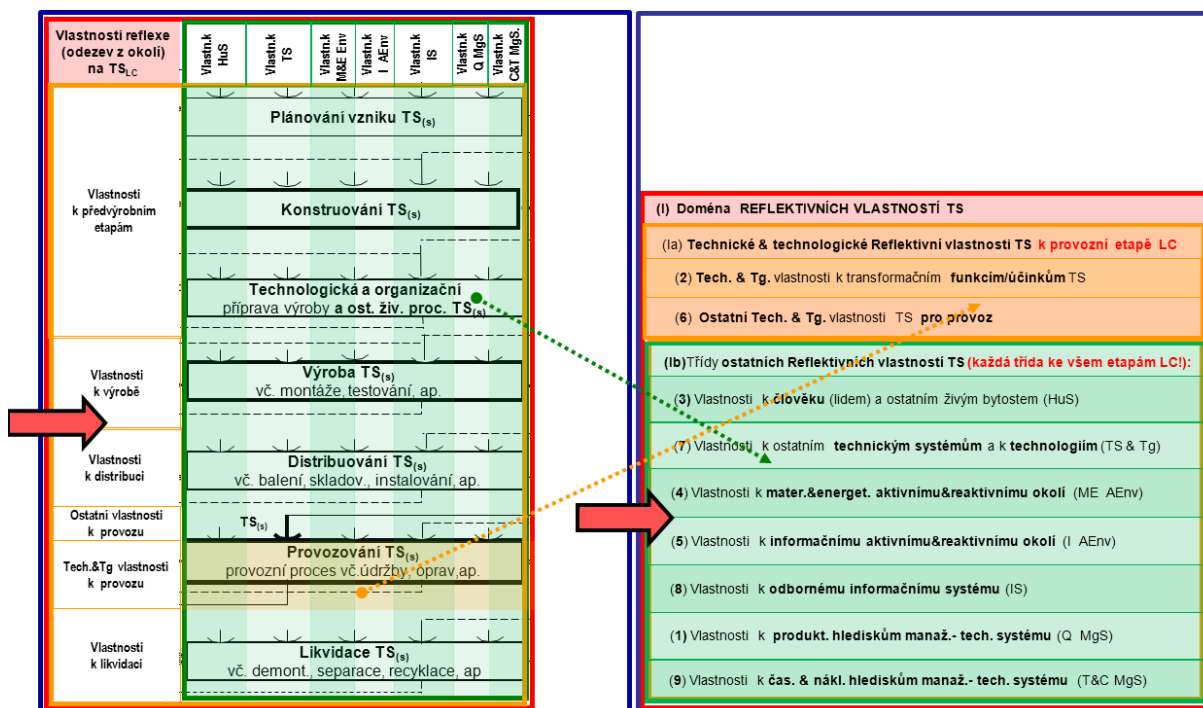 Vlastnosti reflexe
(odezev z okolí)
na TSLC
Vlastn.k
HuS
Vlastn.k
TS
Vlastn.k
M&E Env
Vlastn.k
I AEnv
Vlastn.k
IS
Vlastn.k
Q MgS
Vlastn.k
C&T MgS.
Vlastnosti
k předvýrobním
etapám
Plánování vzniku TS(s)
Konstruování TS(s)
Technologická a organizační
příprava výroby a ost. živ. proc. TS(s)
Vlastnosti
k výrobě
Výroba TS(s)
vč. montáže, testování, ap.
Vlastnosti
k distribuci
Distribuování TS(s)
vč. balení, skladov., instalování, ap.
Ostatní vlastnosti
k provozu
TS(s)
Tech.&Tg vlastnosti
k provozu
Provozování TS(s)
provozní proces vč.údržby, oprav,ap.
Vlastnosti
k likvidaci
Likvidace TS(s)
vč. demont., separace, recyklace, ap
(I) Doména REFLEKTIVNÍCH VLASTNOSTÍ TS
(Ia) Technické & technologické Reflektivní vlastnosti TS k provozní etapě LC
(2) Tech. & Tg. vlastnosti k transformačním funkcím/účinkům TS
(6) Ostatní Tech. & Tg. vlastnosti TS pro provoz
(Ib)Třídy ostatních Reflektivních vlastností TS (každá třída ke všem etapám LC!):
(3) Vlastnosti k člověku (lidem) a ostatním živým bytostem (HuS)
(7) Vlastnosti k ostatním technickým systémům a k technologiím (TS & Tg)
(4) Vlastnosti k mater.&energet. aktivnímu&reaktivnímu okolí (ME AEnv)
(5) Vlastnosti k informačnímu aktivnímu&reaktivnímu okolí (I AEnv)
(8) Vlastnosti k odbornému informačnímu systému (IS)
(1) Vlastnosti k produkt. hlediskům manaž.- tech. systému (Q MgS)
(9) Vlastnosti k čas. & nákl. hlediskům manaž.- tech. systému (T&C MgS)